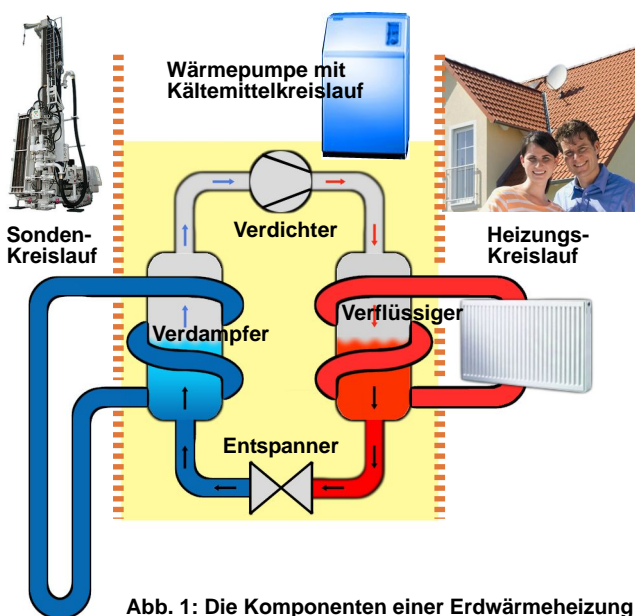 Wärmepumpe mit
Kältemittelkreislauf
Verdichter
Sonden-
Kreislauf
Heizungs-
Kreislauf
Verdampfer
Verflüssiger
Entspanner
Abb. 1: Die Komponenten einer Erdwärmeheizung